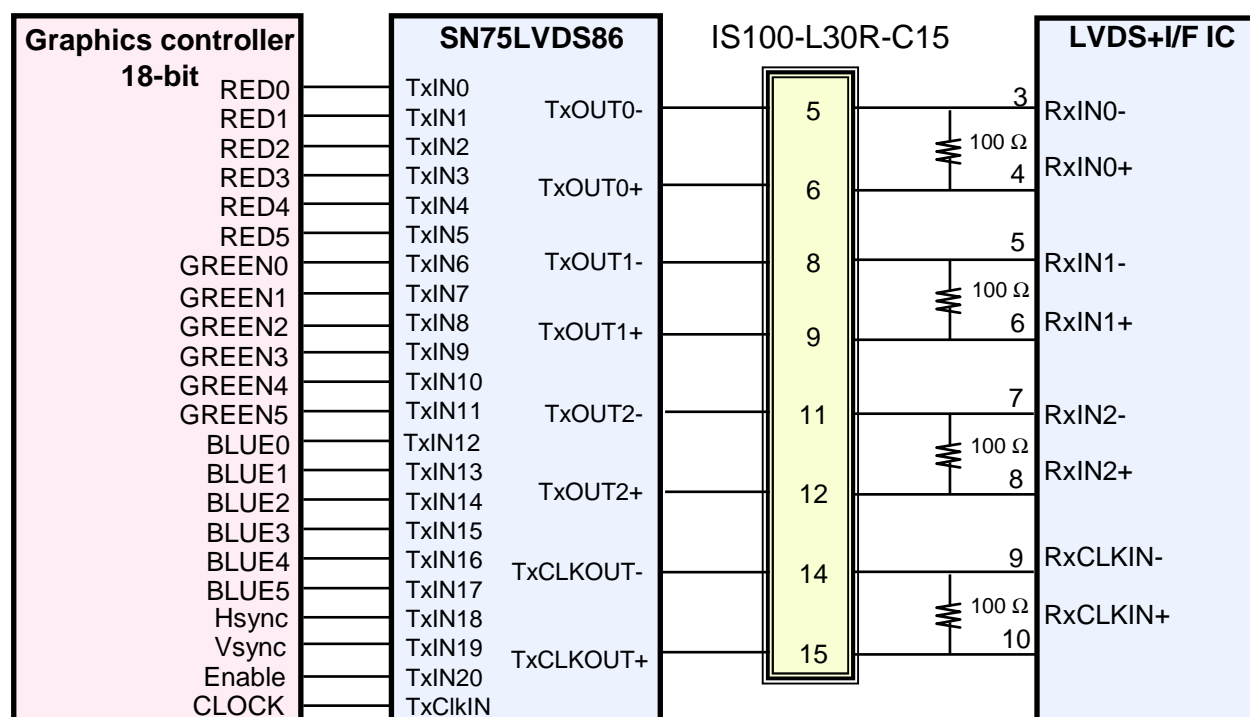 Graphics controller
18-bit
RED0
RED1
RED2
RED3
RED4
RED5
GREEN0
GREEN1
GREEN2
GREEN3
GREEN4
GREEN5
BLUE0
BLUE1
BLUE2
BLUE3
BLUE4
BLUE5
Hsync
Vsync
Enable
CLOCK
SN75LVDS86
TxIN0
TxIN1
TxIN2
TxIN3
TxIN4
TxIN5
TxIN6
TxIN7
TxIN8
TxIN9
TxIN10
TxIN11
TxIN12
TxIN13
TxIN14
TxIN15
TxIN16
TxIN17
TxIN18
TxIN19
TxIN20
TxClkIN
TxOUT0-
TxOUT0+
TxOUT1-
TxOUT1+
TxOUT2-
TxOUT2+
TxCLKOUT-
TxCLKOUT+
IS100-L30R-C15
5
6
8
9
11
12
14
15
3
100 Ω
4
5
100 Ω
6
7
100 Ω
8
9
100 Ω
10
LVDS+I/F IC
RxIN0-
RxIN0+
RxIN1-
RxIN1+
RxIN2-
RxIN2+
RxCLKIN-
RxCLKIN+